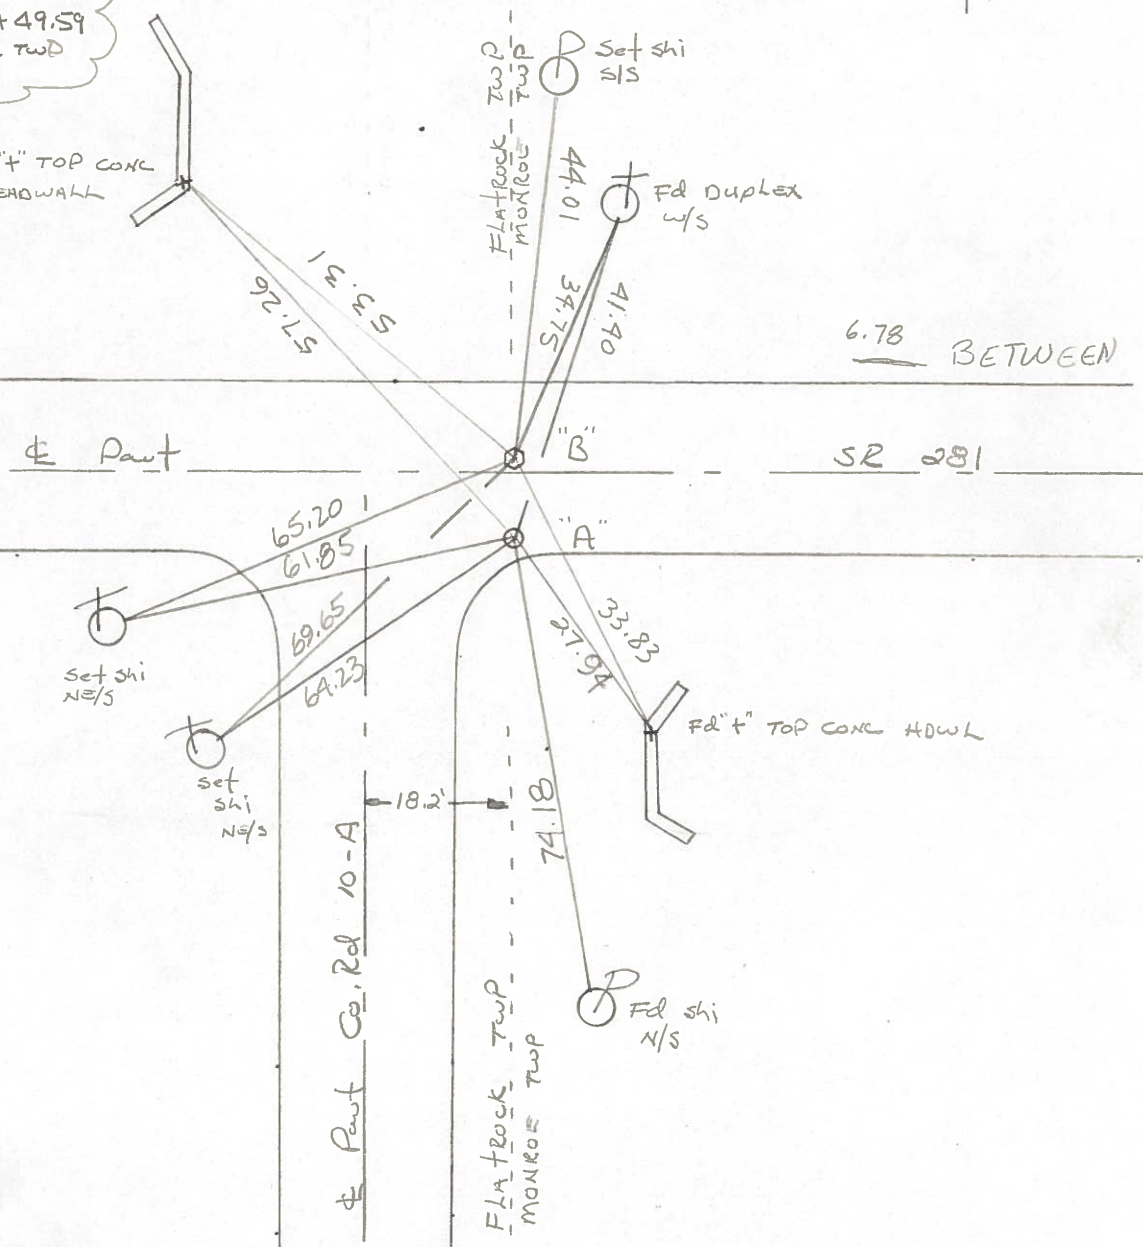 +49.59
TWP
"+" TOP CONC
EADWALL
FLATROCK TWP
MONROE TWP
Set shi
S/S
44.01
Fd Duplex
W/S
53.31
57.26
34.75
41.40
6.78 BETWEEN
℄ Pavt
"B"
SR 281
65.20
61.85
"A"
69.65
64.23
33.83
27.94
Set shi
NE/S
Fd "+" TOP CONC HDWL
set
shi
NE/S
18.2'
74.18
℄ Pavt Co. Rd 10-A
FLATROCK TWP
MONROE TWP
Fd shi
N/S